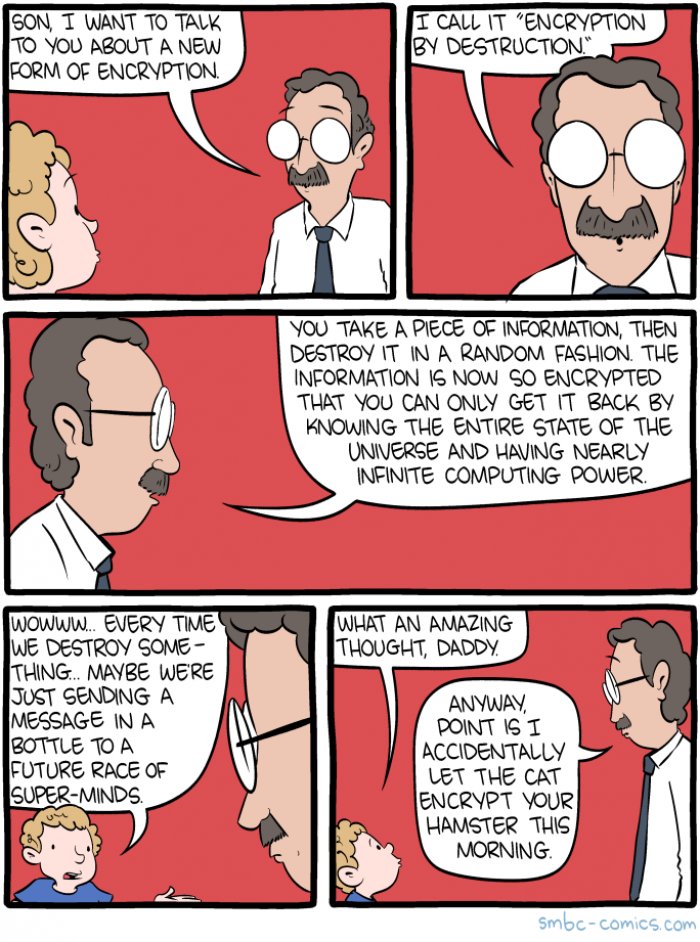 SON, I WANT TO TALK
TO YOU ABOUT A NEW
FORM OF ENCRYPTION.
I CALL IT "ENCRYPTION
BY DESTRUCTION."
YOU TAKE A PIECE OF INFORMATION, THEN
DESTROY IT IN A RANDOM FASHION. THE
INFORMATION IS NOW SO ENCRYPTED
THAT YOU CAN ONLY GET IT BACK BY
KNOWING THE ENTIRE STATE OF THE
UNIVERSE AND HAVING NEARLY
INFINITE COMPUTING POWER.
WOWWW... EVERY TIME
WE DESTROY SOME-
THING... MAYBE WE'RE
JUST SENDING A
MESSAGE IN A
BOTTLE TO A
FUTURE RACE OF
SUPER-MINDS.
WHAT AN AMAZING
THOUGHT, DADDY.
ANYWAY,
POINT IS I
ACCIDENTALLY
LET THE CAT
ENCRYPT YOUR
HAMSTER THIS
MORNING.
smbc-comics.com